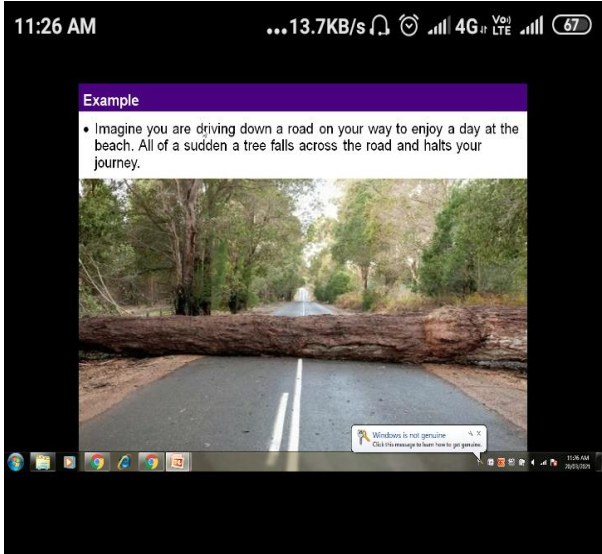 11:26 AM ...13.7KB/s 4G Vo) LTE 67
Example
• Imagine you are driving down a road on your way to enjoy a day at the
beach. All of a sudden a tree falls across the road and halts your
journey.
Windows is not genuine
Click this message to learn how to get genuine.
11:26 AM